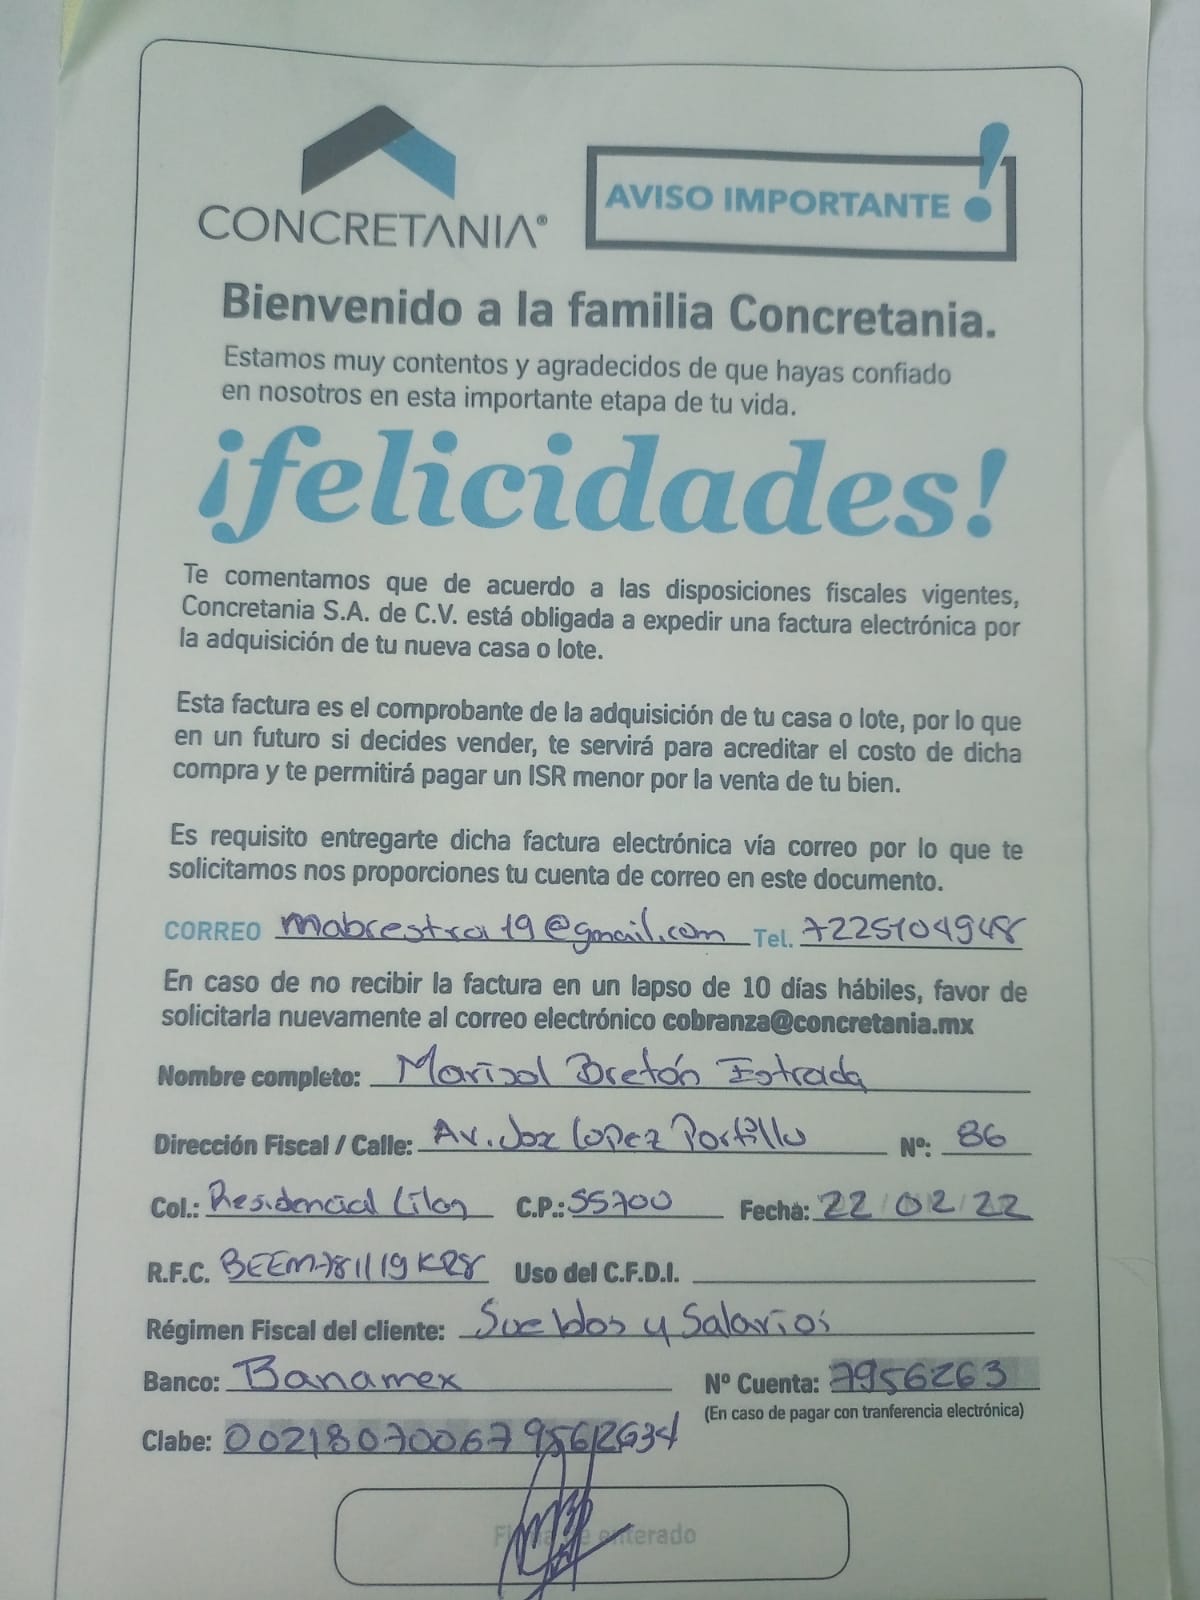 CONCRETANIA®
AVISO IMPORTANTE !
Bienvenido a la familia Concretania.
Estamos muy contentos y agradecidos de que hayas confiado
en nosotros en esta importante etapa de tu vida.
¡felicidades!
Te comentamos que de acuerdo a las disposiciones fiscales vigentes,
Concretania S.A. de C.V. está obligada a expedir una factura electrónica por
la adquisición de tu nueva casa o lote.
Esta factura es el comprobante de la adquisición de tu casa o lote, por lo que
en un futuro si decides vender, te servirá para acreditar el costo de dicha
compra y te permitirá pagar un ISR menor por la venta de tu bien.
Es requisito entregarte dicha factura electrónica vía correo por lo que te
solicitamos nos proporciones tu cuenta de correo en este documento.
CORREO mabrestra19@gmail.com Tel. 7225104948
En caso de no recibir la factura en un lapso de 10 días hábiles, favor de
solicitarla nuevamente al correo electrónico cobranza@concretania.mx
Nombre completo: Marisol Bretón Estrada
Dirección Fiscal / Calle: Av. Jose Lopez Portillo Nº: 86
Col.: Residencial C.P.: 55700 Fecha: 22/02/22
R.F.C. BEEM781119KR8 Uso del C.F.D.I.
Régimen Fiscal del cliente: Sueldos y Salarios
Banco: Banamex Nº Cuenta: 7956263
(En caso de pagar con tranferencia electrónica)
Clabe: 002180700679562634
Firma de enterado